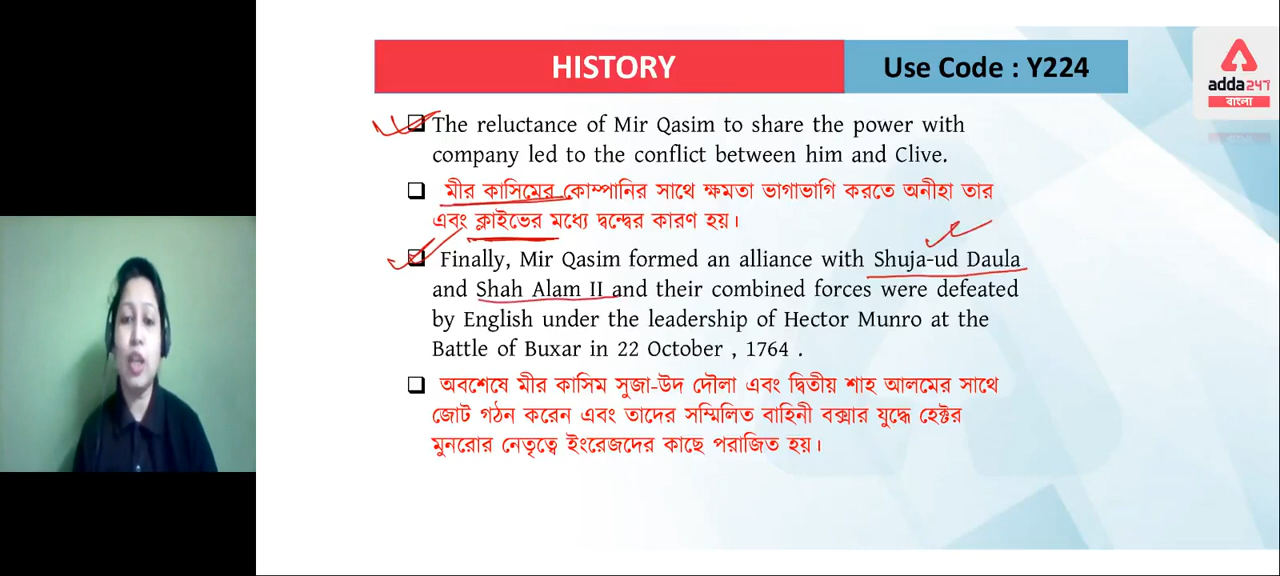 HISTORY
Use Code : Y224
adda247
বাংলা
The reluctance of Mir Qasim to share the power with
company led to the conflict between him and Clive.
মীর কাসিমের কোম্পানির সাথে ক্ষমতা ভাগাভাগি করতে অনীহা তার
এবং ক্লাইভের মধ্যে দ্বন্দ্বের কারণ হয়।
Finally, Mir Qasim formed an alliance with Shuja-ud Daula
and Shah Alam II and their combined forces were defeated
by English under the leadership of Hector Munro at the
Battle of Buxar in 22 October , 1764 .
অবশেষে মীর কাসিম সুজা-উদ দৌলা এবং দ্বিতীয় শাহ আলমের সাথে
জোট গঠন করেন এবং তাদের সম্মিলিত বাহিনী বক্সার যুদ্ধে হেক্টর
মুনরোর নেতৃত্বে ইংরেজদের কাছে পরাজিত হয়।